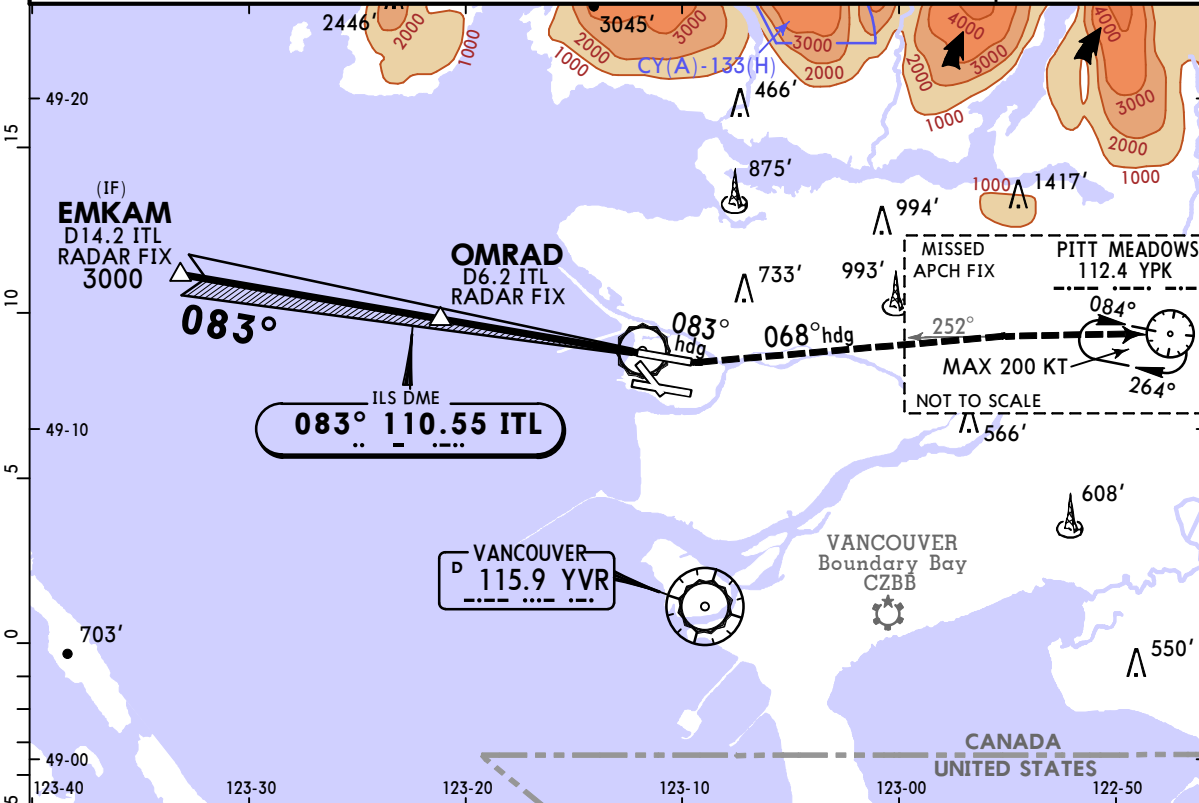 2446′
2000
1000
3045′
3000
2000
1000
CY(A)-133(H)
3000
2000
4000
3000
2000
1000
4000
3000
2000
1000
49-20
15
466′
875′
1000
1417′
994′
(IF)
EMKAM
D14.2 ITL
RADAR FIX
3000
OMRAD
D6.2 ITL
RADAR FIX
733′
993′
MISSED
APCH FIX
PITT MEADOWS
112.4 YPK
10
083°
083°
hdg
068° hdg
252°
084°
MAX 200 KT
264°
NOT TO SCALE
ILS DME
083° 110.55 ITL
49-10
566′
5
608′
VANCOUVER
D 115.9 YVR
VANCOUVER
Boundary Bay
CZBB
0
703′
550′
49-00
CANADA
UNITED STATES
5
123-40
123-30
123-20
123-10
123-00
122-50